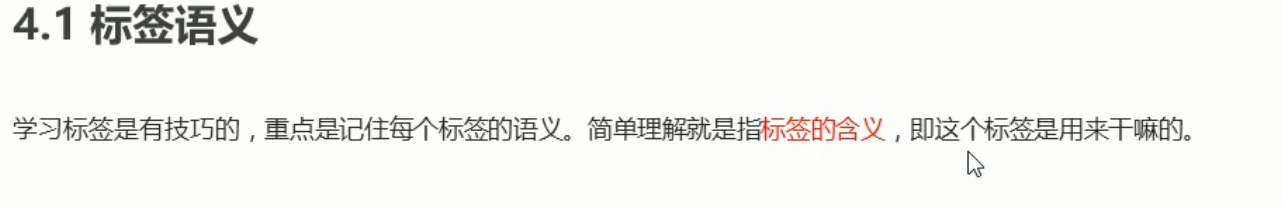 4.1 标签语义
学习标签是有技巧的，重点是记住每个标签的语义。简单理解就是指标签的含义，即这个标签是用来干嘛的。